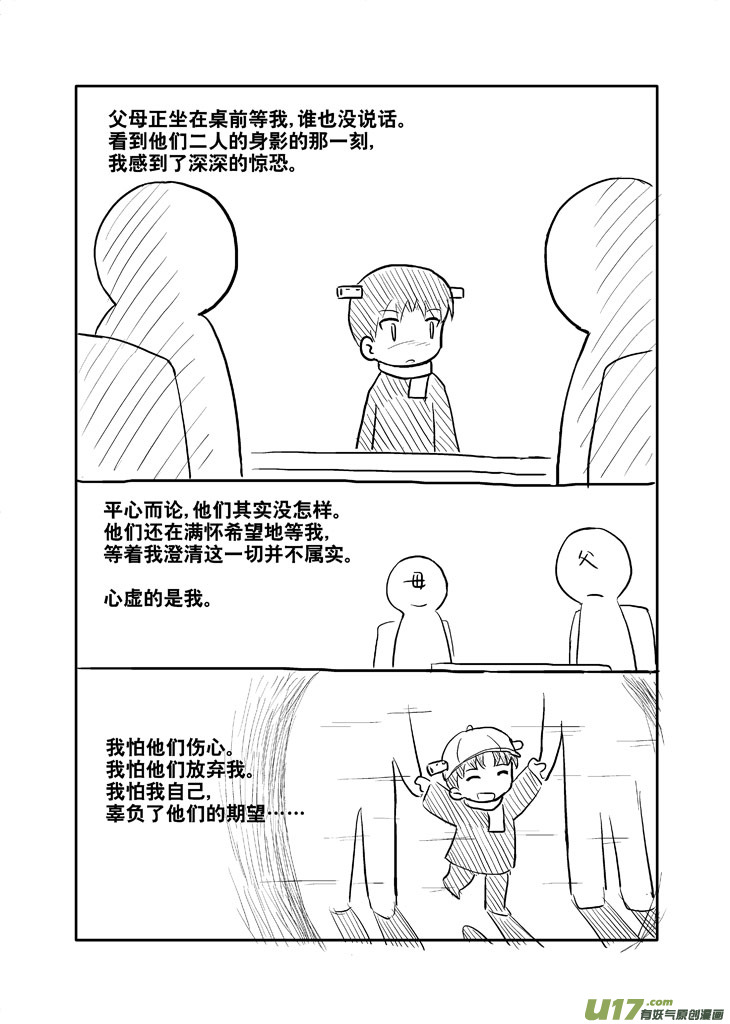 父母正坐在桌前等我,谁也没说话。
看到他们二人的身影的那一刻,
我感到了深深的惊恐。
平心而论,他们其实没怎样。
他们还在满怀希望地等我,
等着我澄清这一切并不属实。
心虚的是我。
母
父
我怕他们伤心。
我怕他们放弃我。
我怕我自己,
辜负了他们的期望……
U17.com
有妖气原创漫画